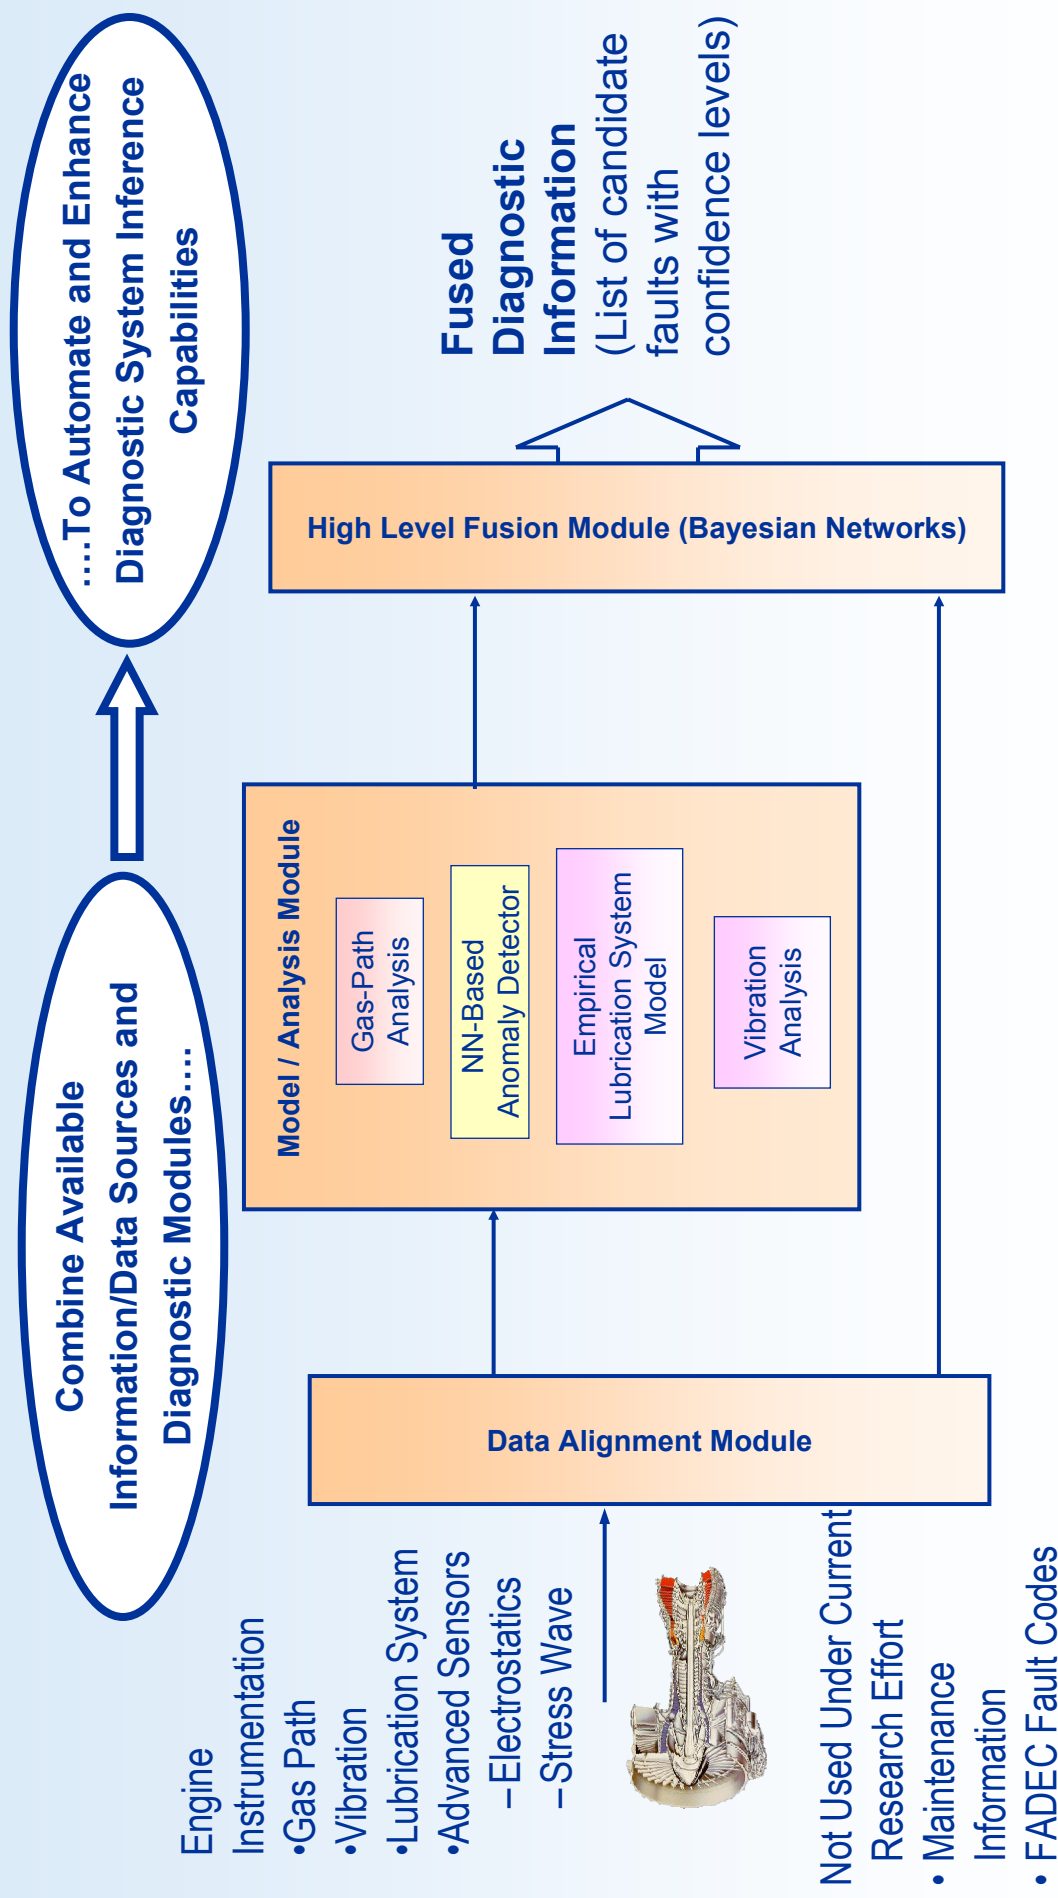 Combine Available
Information/Data Sources and
Diagnostic Modules….
….To Automate and Enhance
Diagnostic System Inference
Capabilities
Engine
Instrumentation
•Gas Path
•Vibration
•Lubrication System
•Advanced Sensors
–Electrostatics
–Stress Wave
Not Used Under Current
Research Effort
• Maintenance
Information
• FADEC Fault Codes
Data Alignment Module
Model / Analysis Module
Gas-Path
Analysis
NN-Based
Anomaly Detector
Empirical
Lubrication System
Model
Vibration
Analysis
High Level Fusion Module (Bayesian Networks)
Fused
Diagnostic
Information
(List of candidate
faults with
confidence levels)